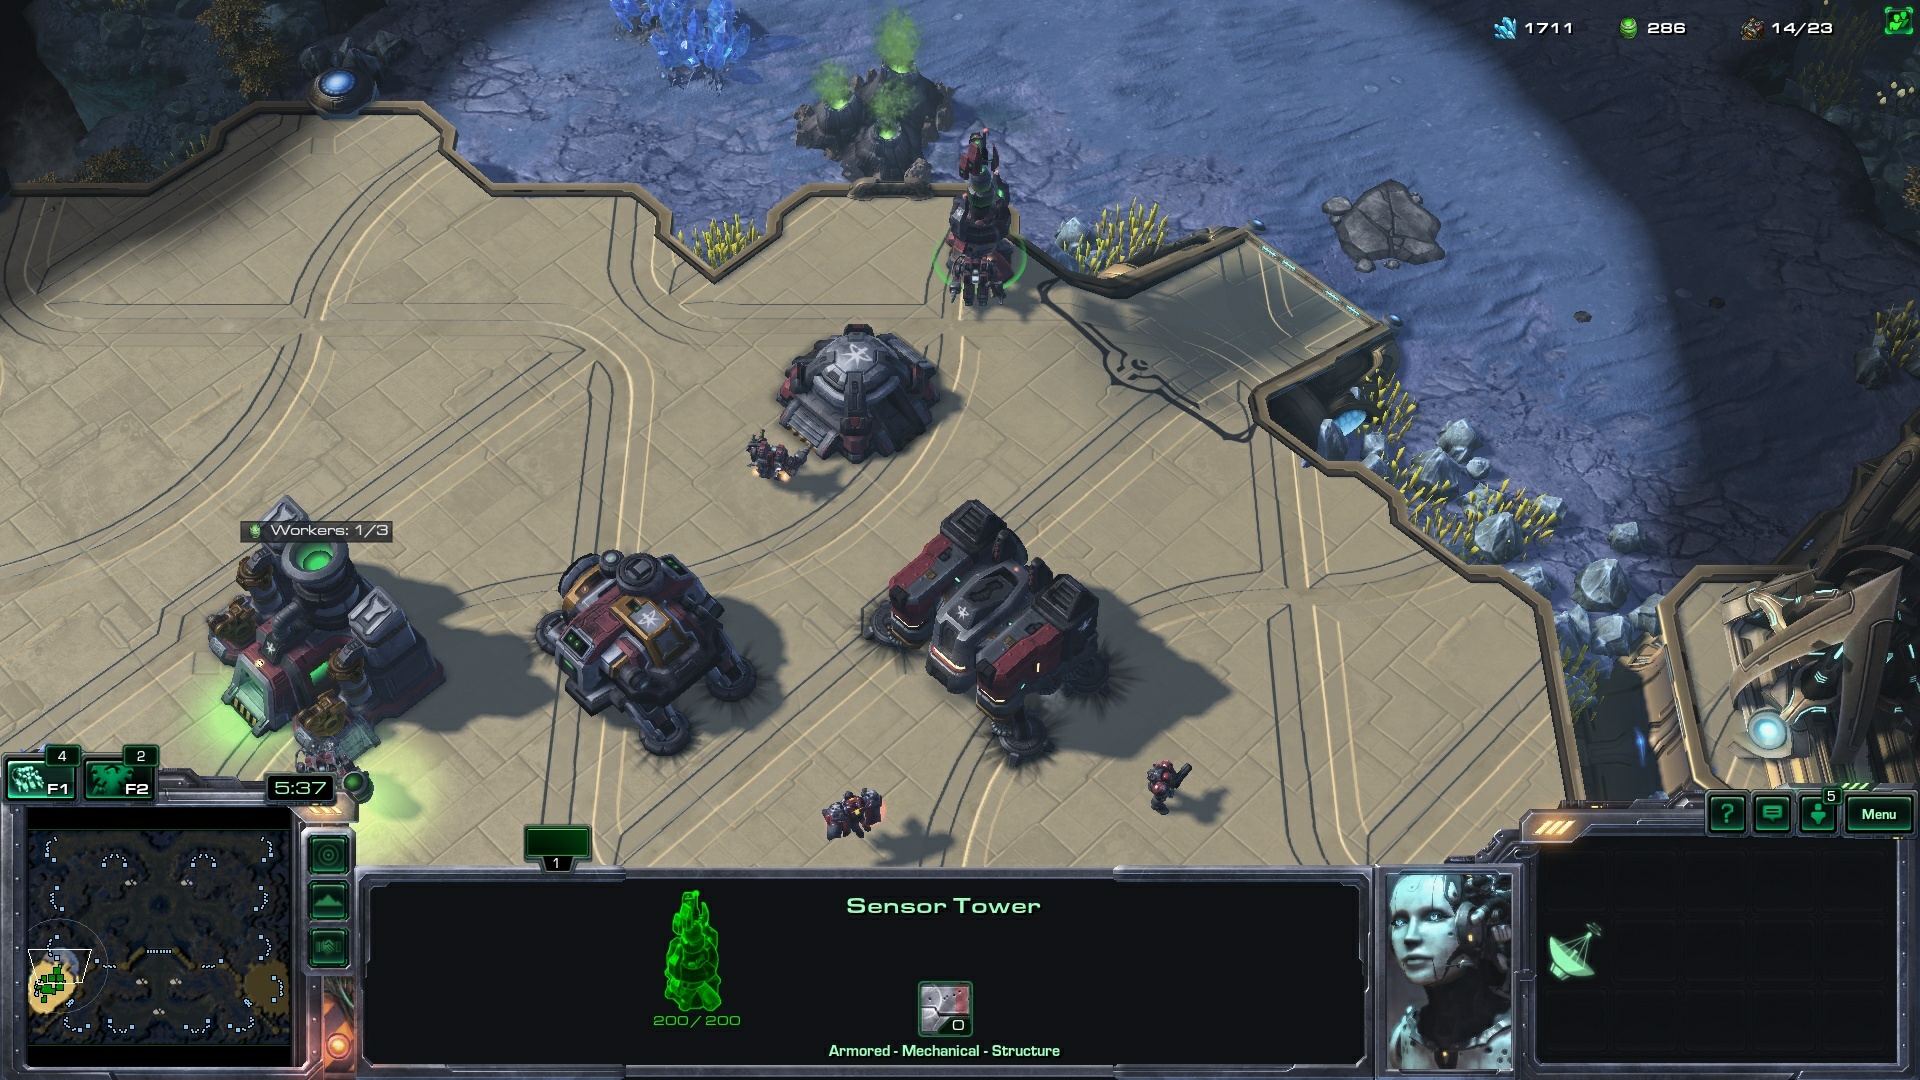 1711
286
14/23
Workers: 1/3
4
F1
2
F2
5:37
1
Sensor Tower
200/200
0
Armored - Mechanical - Structure
?
5
Menu